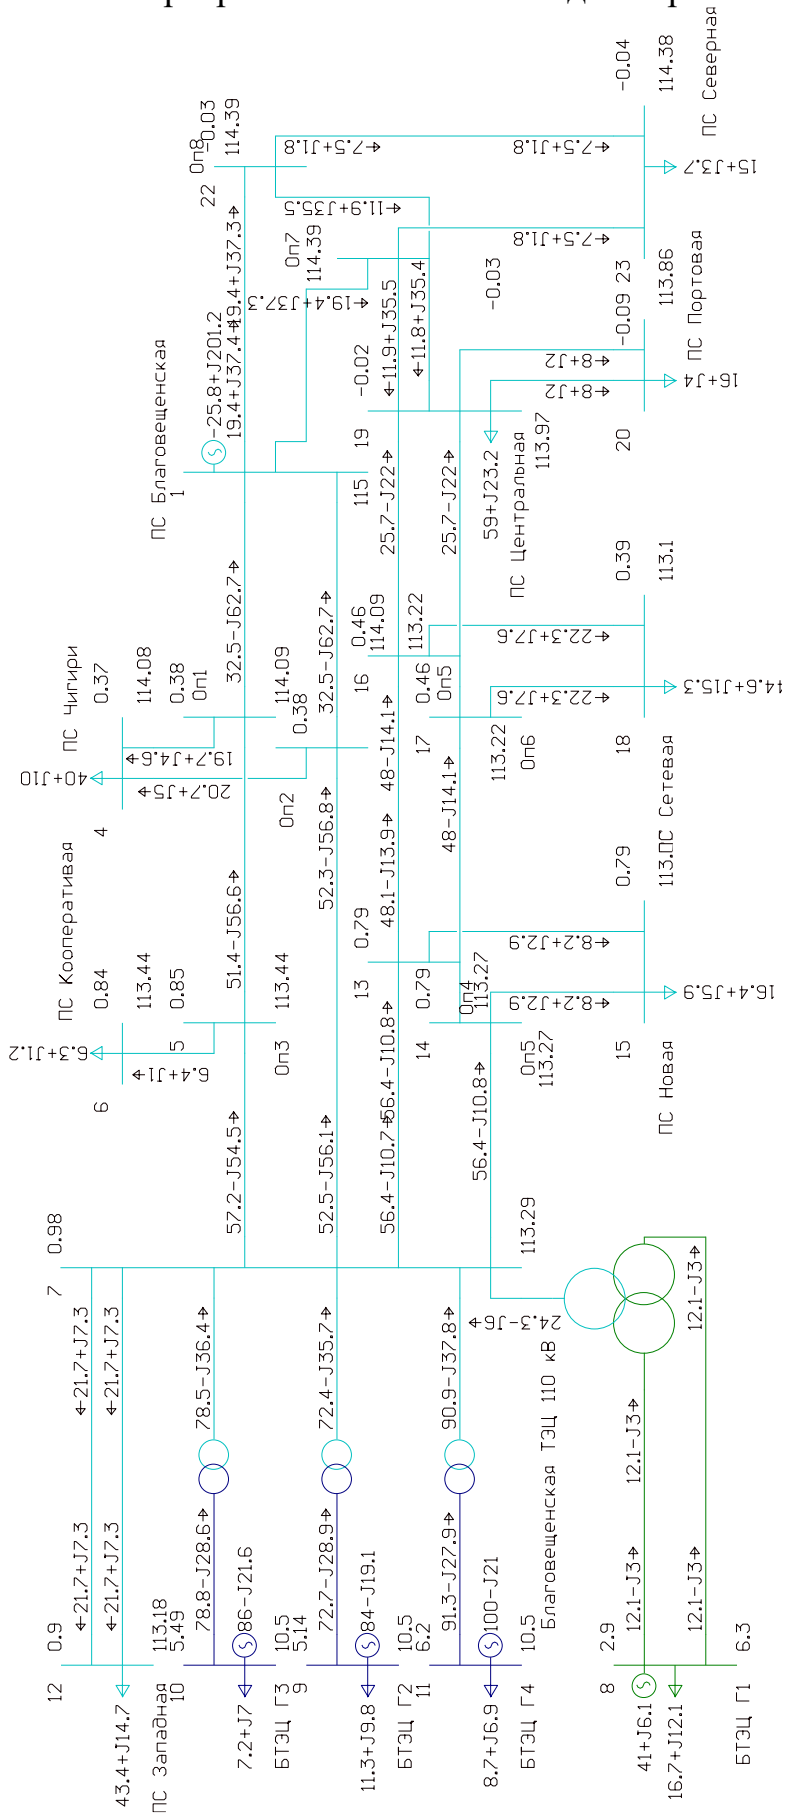 ПС Северная
114.38
-0.04
15+J3.7
7.5+J1.8
7.5+J1.8
7.5+J1.8
Оп8
-0.03
114.39
22
11.9+J35.5
19.4+J37.3
19.4+J37.4
19.4+J37.3
Оп7
114.39
11.9+J35.5
11.8+J35.4
-0.03
23
113.86
ПС Портовая
-0.09
8+J2
8+J2
16+J4
20
ПС Благовещенская
1
-25.8+J201.2
115
-0.02
19
113.97
59+J23.2
ПС Центральная
25.7-J22
25.7-J22
32.5-J62.7
32.5-J62.7
ПС Чигири
0.37
114.08
0.38
Оп1
114.09
0.38
4
40+J10
19.7+J4.6
20.7+J5
Оп2
0.46
114.09
16
113.22
0.46
Оп5
17
113.22
Оп6
22.3+J7.6
22.3+J7.6
0.39
113.1
18
ПС Сетевая
48-J14.1
48.1-J13.9
48-J14.1
51.4-J56.6
52.3-J56.8
ПС Кооперативая
0.84
113.44
0.85
113.44
5
Оп3
6
6.3+J1.2
6.4+J1
0.79
13
0.79
Оп4
113.27
14
Оп5
113.27
8.2+J2.9
8.2+J2.9
0.79
15
16.4+J5.9
ПС Новая
57.2-J54.5
52.5-J56.1
56.4-J10.7
56.4-J10.8
56.4-J10.8
0.98
7
113.29
Благовещенская ТЭЦ 110 кВ
24.3-J6
21.7+J7.3
21.7+J7.3
21.7+J7.3
21.7+J7.3
78.5-J36.4
72.4-J35.7
90.9-J37.8
78.8-J28.6
72.7-J28.9
91.3-J27.9
12.1-J3
12.1-J3
12.1-J3
12.1-J3
0.9
12
113.18
43.4+J14.7
ПС Западная
5.49
10
86-J21.6
10.5
7.2+J7
БТЭЦ Г3
5.14
9
84-J19.1
10.5
11.3+J9.8
БТЭЦ Г2
6.2
11
100-J21
10.5
8.7+J6.9
БТЭЦ Г4
2.9
8
41+J6.1
16.7+J12.1
6.3
БТЭЦ Г1